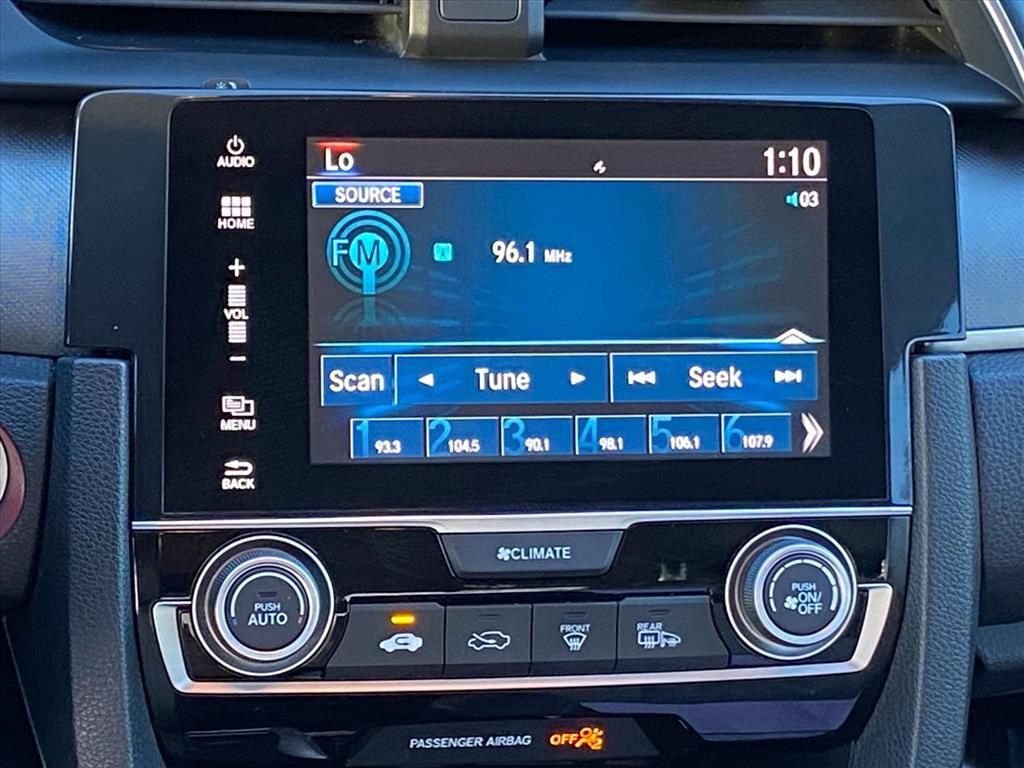 AUDIO
HOME
+
VOL
−
MENU
BACK
Lo 1:10
SOURCE 03
FM 96.1 MHz
Scan Tune Seek
1 93.3 2 104.5 3 90.1 4 98.1 5 106.1 6 107.9
CLIMATE
PUSH
AUTO
FRONT
REAR
PUSH
ON/
OFF
PASSENGER AIRBAG OFF 2